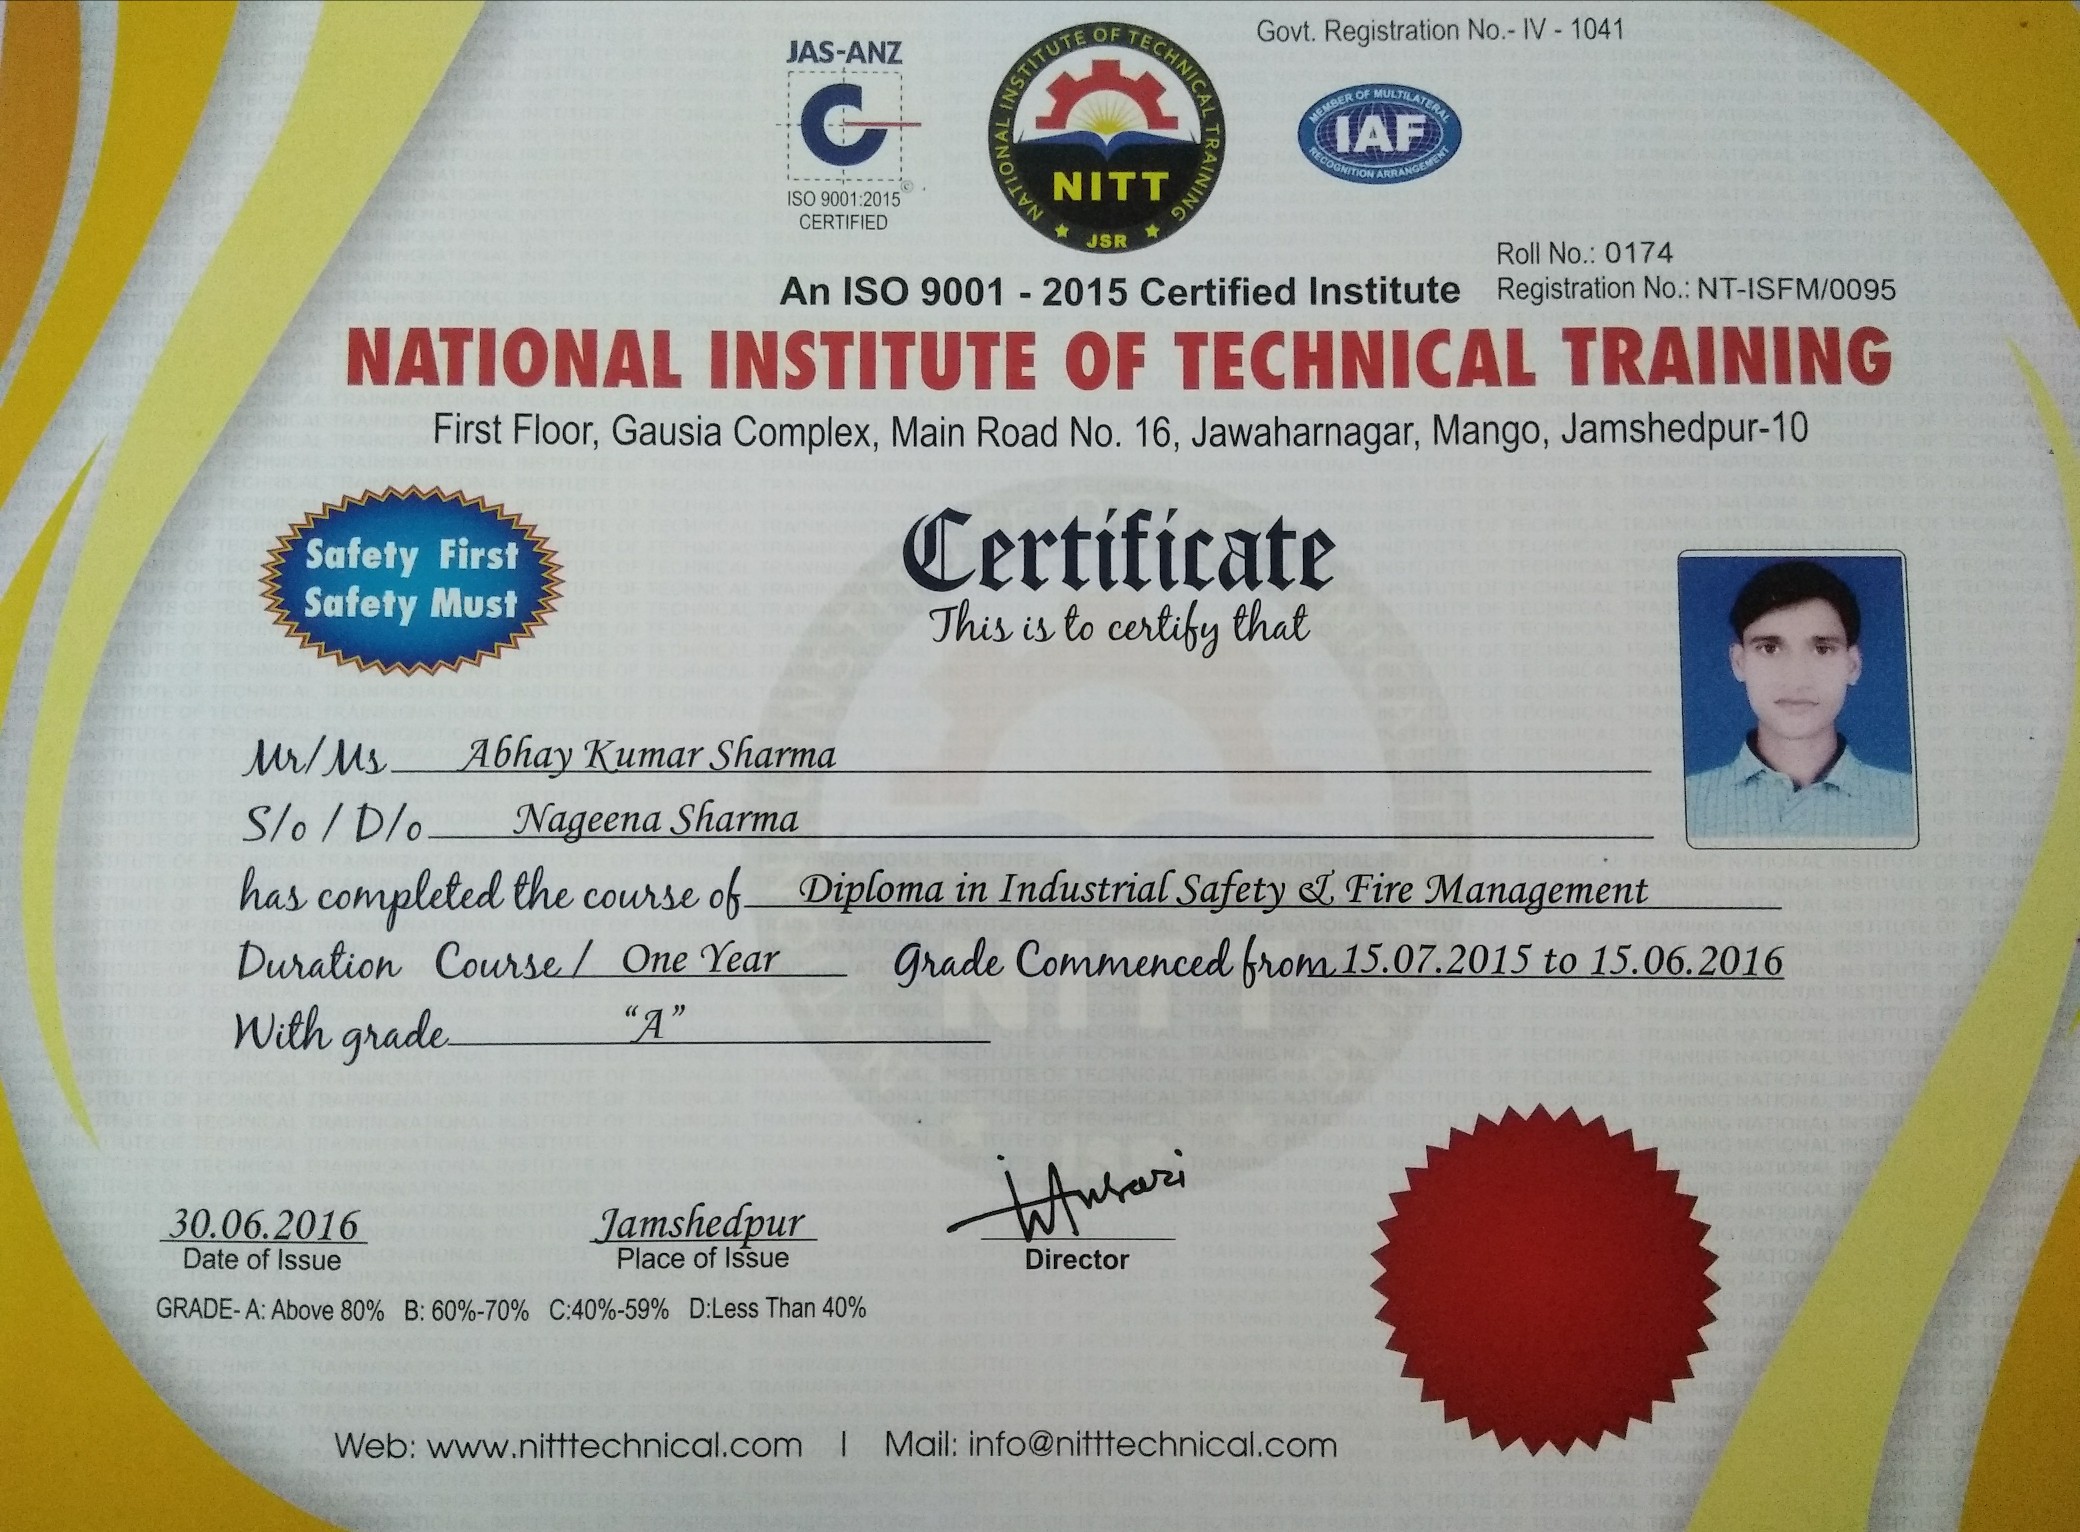 Govt. Registration No.- IV - 1041
JAS-ANZ
ISO 9001:2015
CERTIFIED
©
NATIONAL INSTITUTE OF TECHNICAL TRAINING
NITT
JSR
MEMBER OF MULTILATERAL
IAF
RECOGNITION ARRANGEMENT
Roll No.: 0174
An ISO 9001 - 2015 Certified Institute
Registration No.: NT-ISFM/0095
NATIONAL INSTITUTE OF TECHNICAL TRAINING
First Floor, Gausia Complex, Main Road No. 16, Jawaharnagar, Mango, Jamshedpur-10
Safety First
Safety Must
Certificate
This is to certify that
Mr/Ms Abhay Kumar Sharma
S/o / D/o Nageena Sharma
has completed the course of Diploma in Industrial Safety & Fire Management
Duration Course / One Year Grade Commenced from 15.07.2015 to 15.06.2016
With grade "A"
30.06.2016
Date of Issue
Jamshedpur
Place of Issue
Director
GRADE- A: Above 80% B: 60%-70% C:40%-59% D:Less Than 40%
Web: www.nitttechnical.com | Mail: info@nitttechnical.com